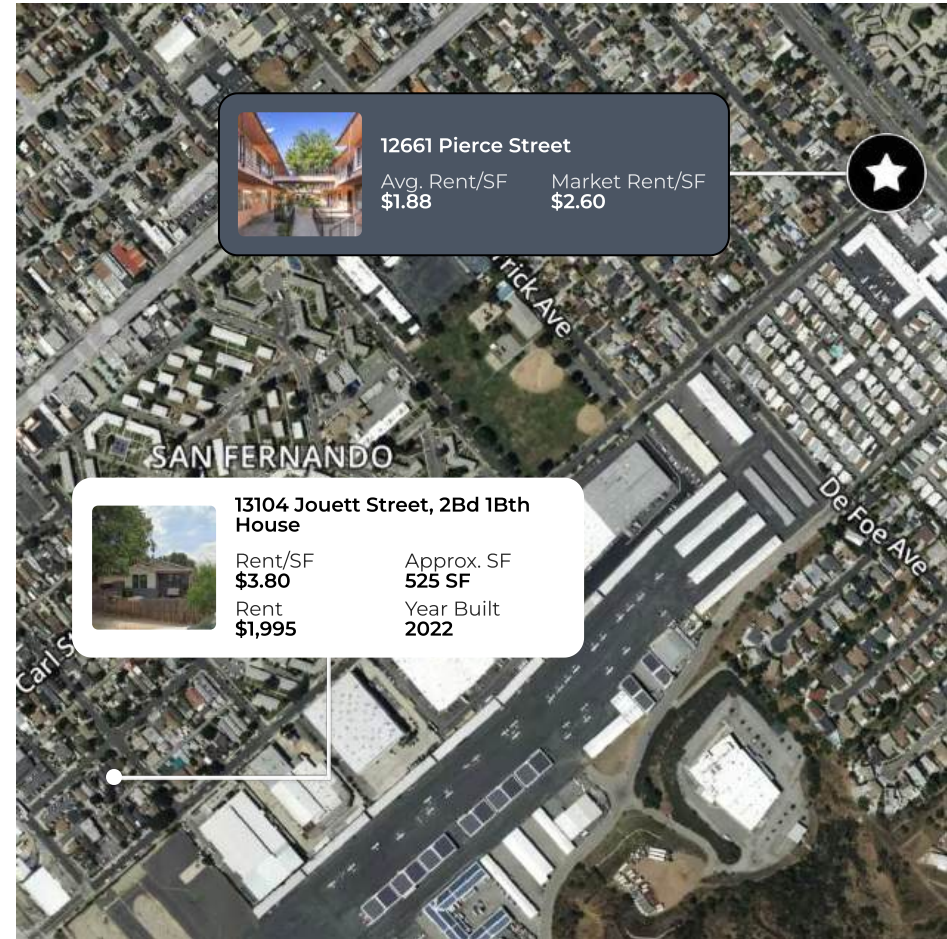 12661 Pierce Street
Avg. Rent/SF Market Rent/SF
$1.88 $2.60
trick Ave
SAN FERNANDO
13104 Jouett Street, 2Bd 1Bth
House
Rent/SF Approx. SF
$3.80 525 SF
Rent Year Built
$1,995 2022
De Foe Ave
Carl S